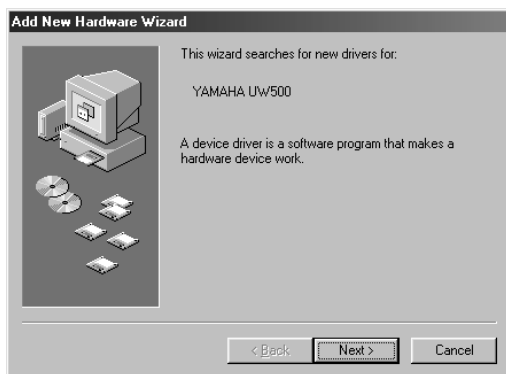 Add New Hardware Wizard
This wizard searches for new drivers for:
YAMAHA UW500
A device driver is a software program that makes a
hardware device work.
< Back
Next >
Cancel